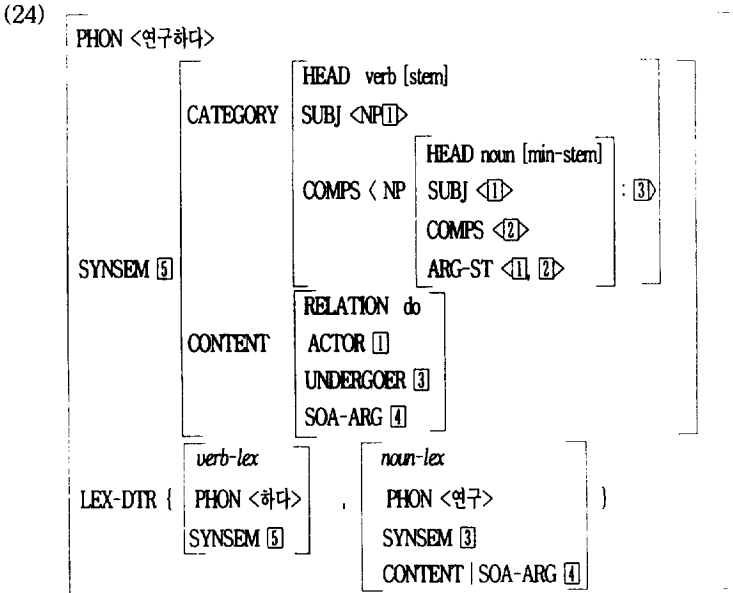 (24)
PHON <연구하다>
HEAD verb [stem]
CATEGORY SUBJ <NP[1]>
HEAD noun [min-stem]
COMPS < NP SUBJ <[1]> : [3]>
COMPS <[2]>
SYNSEM [5] ARG-ST <[1], [2]>
RELATION do
CONTENT ACTOR [1]
UNDERGOER [3]
SOA-ARG [4]
verb-lex noun-lex
LEX-DTR { PHON <하다> , PHON <연구> }
SYNSEM [5] SYNSEM [3]
CONTENT | SOA-ARG [4]